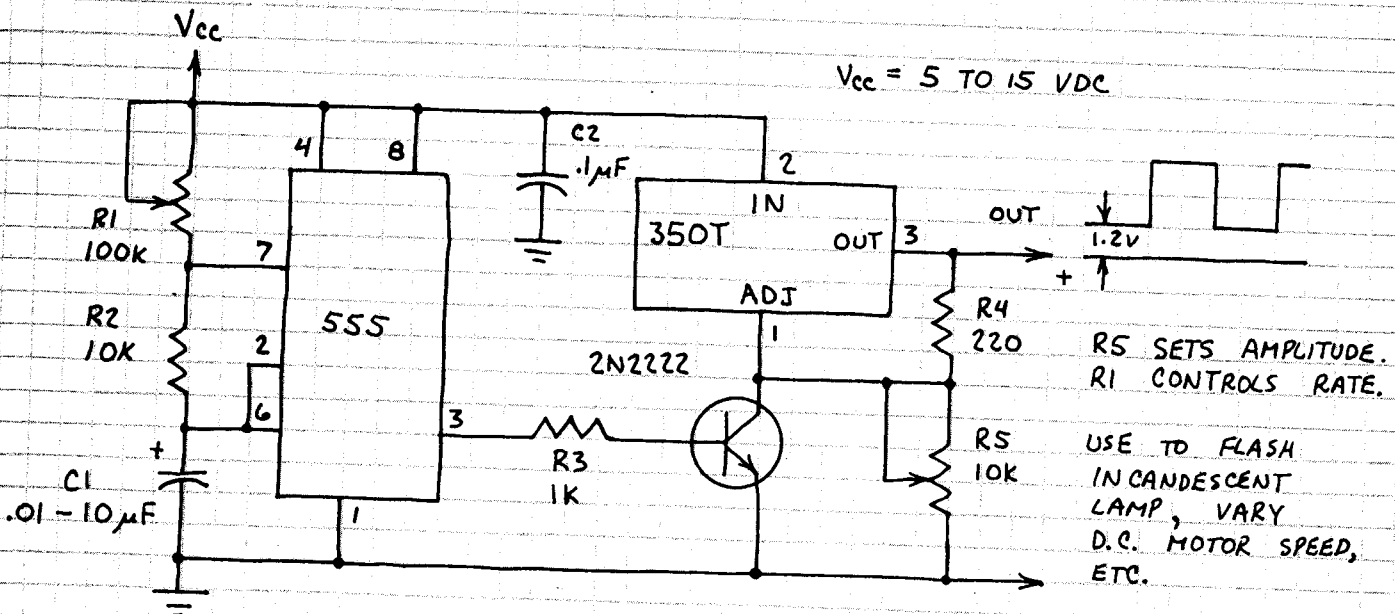 Vcc
Vcc = 5 TO 15 VDC
4
8
C2
.1µF
2
IN
350T
OUT
3
ADJ
1
OUT
1.2V
+
R1
100K
7
R2
10K
555
2
6
3
2N2222
R4
220
R5 SETS AMPLITUDE.
R1 CONTROLS RATE.
+
C1
.01 - 10µF
1
R3
1K
R5
10K
USE TO FLASH
INCANDESCENT
LAMP, VARY
D.C. MOTOR SPEED,
ETC.